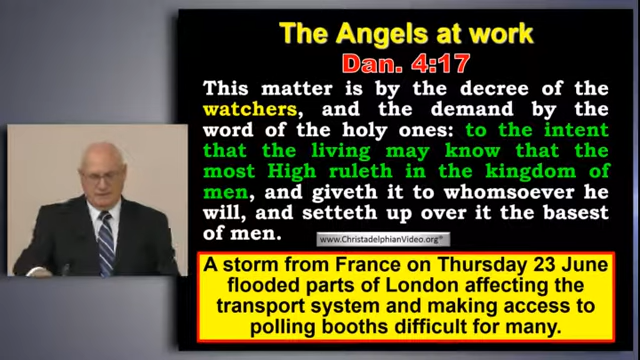 The Angels at work
Dan. 4:17
This matter is by the decree of the
watchers, and the demand by the
word of the holy ones: to the intent
that the living may know that the
most High ruleth in the kingdom of
men, and giveth it to whomsoever he
will, and setteth up over it the basest
of men.
www.ChristadelphianVideo.org®
A storm from France on Thursday 23 June
flooded parts of London affecting the
transport system and making access to
polling booths difficult for many.